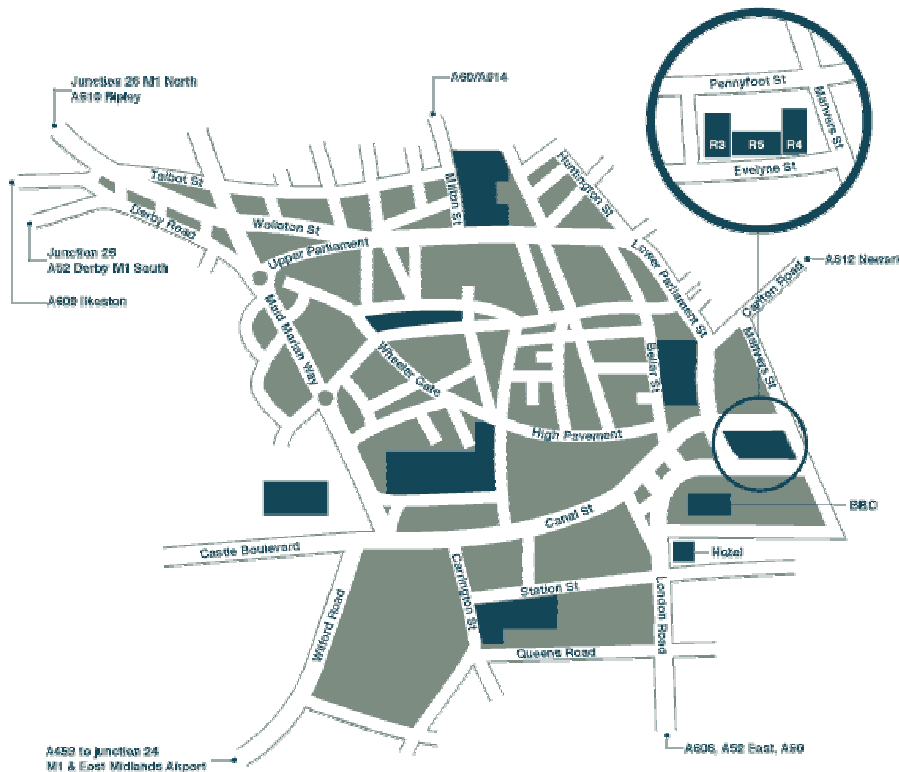 Junction 26 M1 North
A610 Ripley
A60/A614
Pennyfoot St
Manvers St
R3
R5
R4
Evelyne St
Talbot St
Derby Road
Wollaton St
Milton St
Huntington St
Upper Parliament
Lower Parliament St
Junction 25
A52 Derby M1 South
A609 Ilkeston
A612 Newark
Carlton Road
Manvers St
Maid Marian Way
Wheeler Gate
Bellar St
High Pavement
Canal St
BBC
Castle Boulevard
Hotel
Carrington St
Station St
London Road
Wilford Road
Queens Road
A453 to junction 24
M1 & East Midlands Airport
A606, A52 East, A60